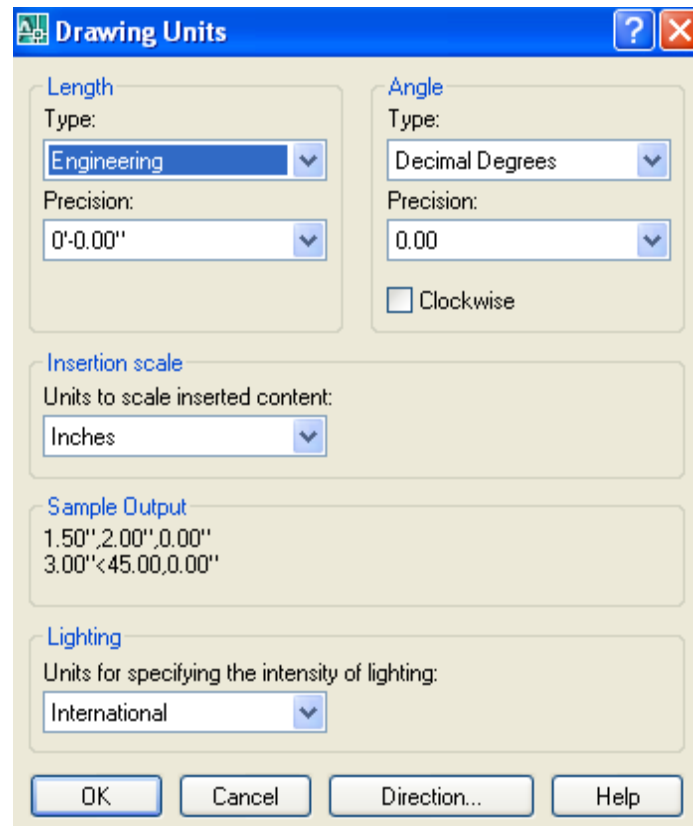 Drawing Units
Length
Type:
Engineering
Precision:
0'-0.00"
Angle
Type:
Decimal Degrees
Precision:
0.00
Clockwise
Insertion scale
Units to scale inserted content:
Inches
Sample Output
1.50",2.00",0.00"
3.00"<45.00,0.00"
Lighting
Units for specifying the intensity of lighting:
International
OK Cancel Direction... Help